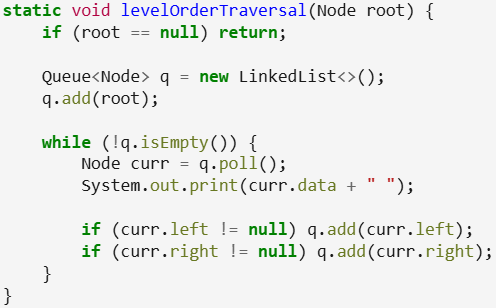 static void levelOrderTraversal(Node root) {
    if (root == null) return;

    Queue<Node> q = new LinkedList<>();
    q.add(root);

    while (!q.isEmpty()) {
        Node curr = q.poll();
        System.out.print(curr.data + " ");

        if (curr.left != null) q.add(curr.left);
        if (curr.right != null) q.add(curr.right);
    }
}